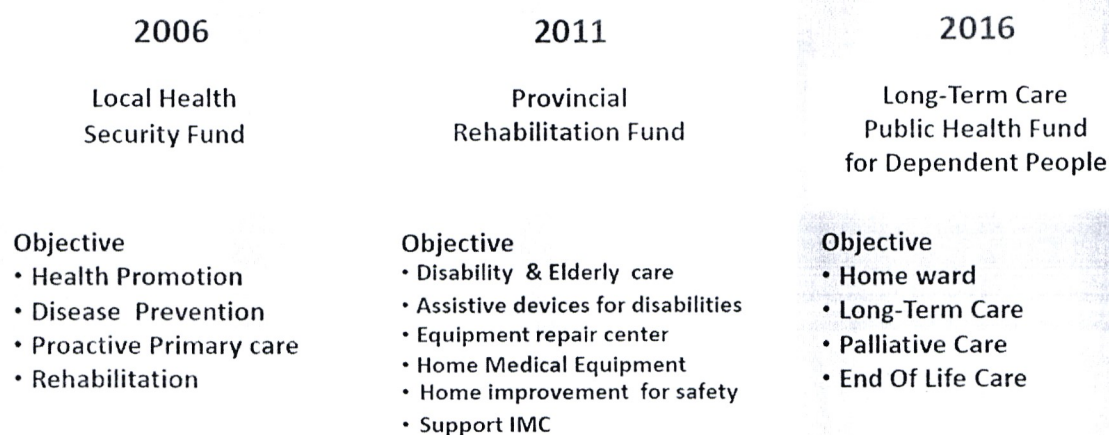 2006
Local Health
Security Fund
Objective
• Health Promotion
• Disease Prevention
• Proactive Primary care
• Rehabilitation
2011
Provincial
Rehabilitation Fund
Objective
• Disability & Elderly care
• Assistive devices for disabilities
• Equipment repair center
• Home Medical Equipment
• Home improvement for safety
• Support IMC
2016
Long-Term Care
Public Health Fund
for Dependent People
Objective
• Home ward
• Long-Term Care
• Palliative Care
• End Of Life Care